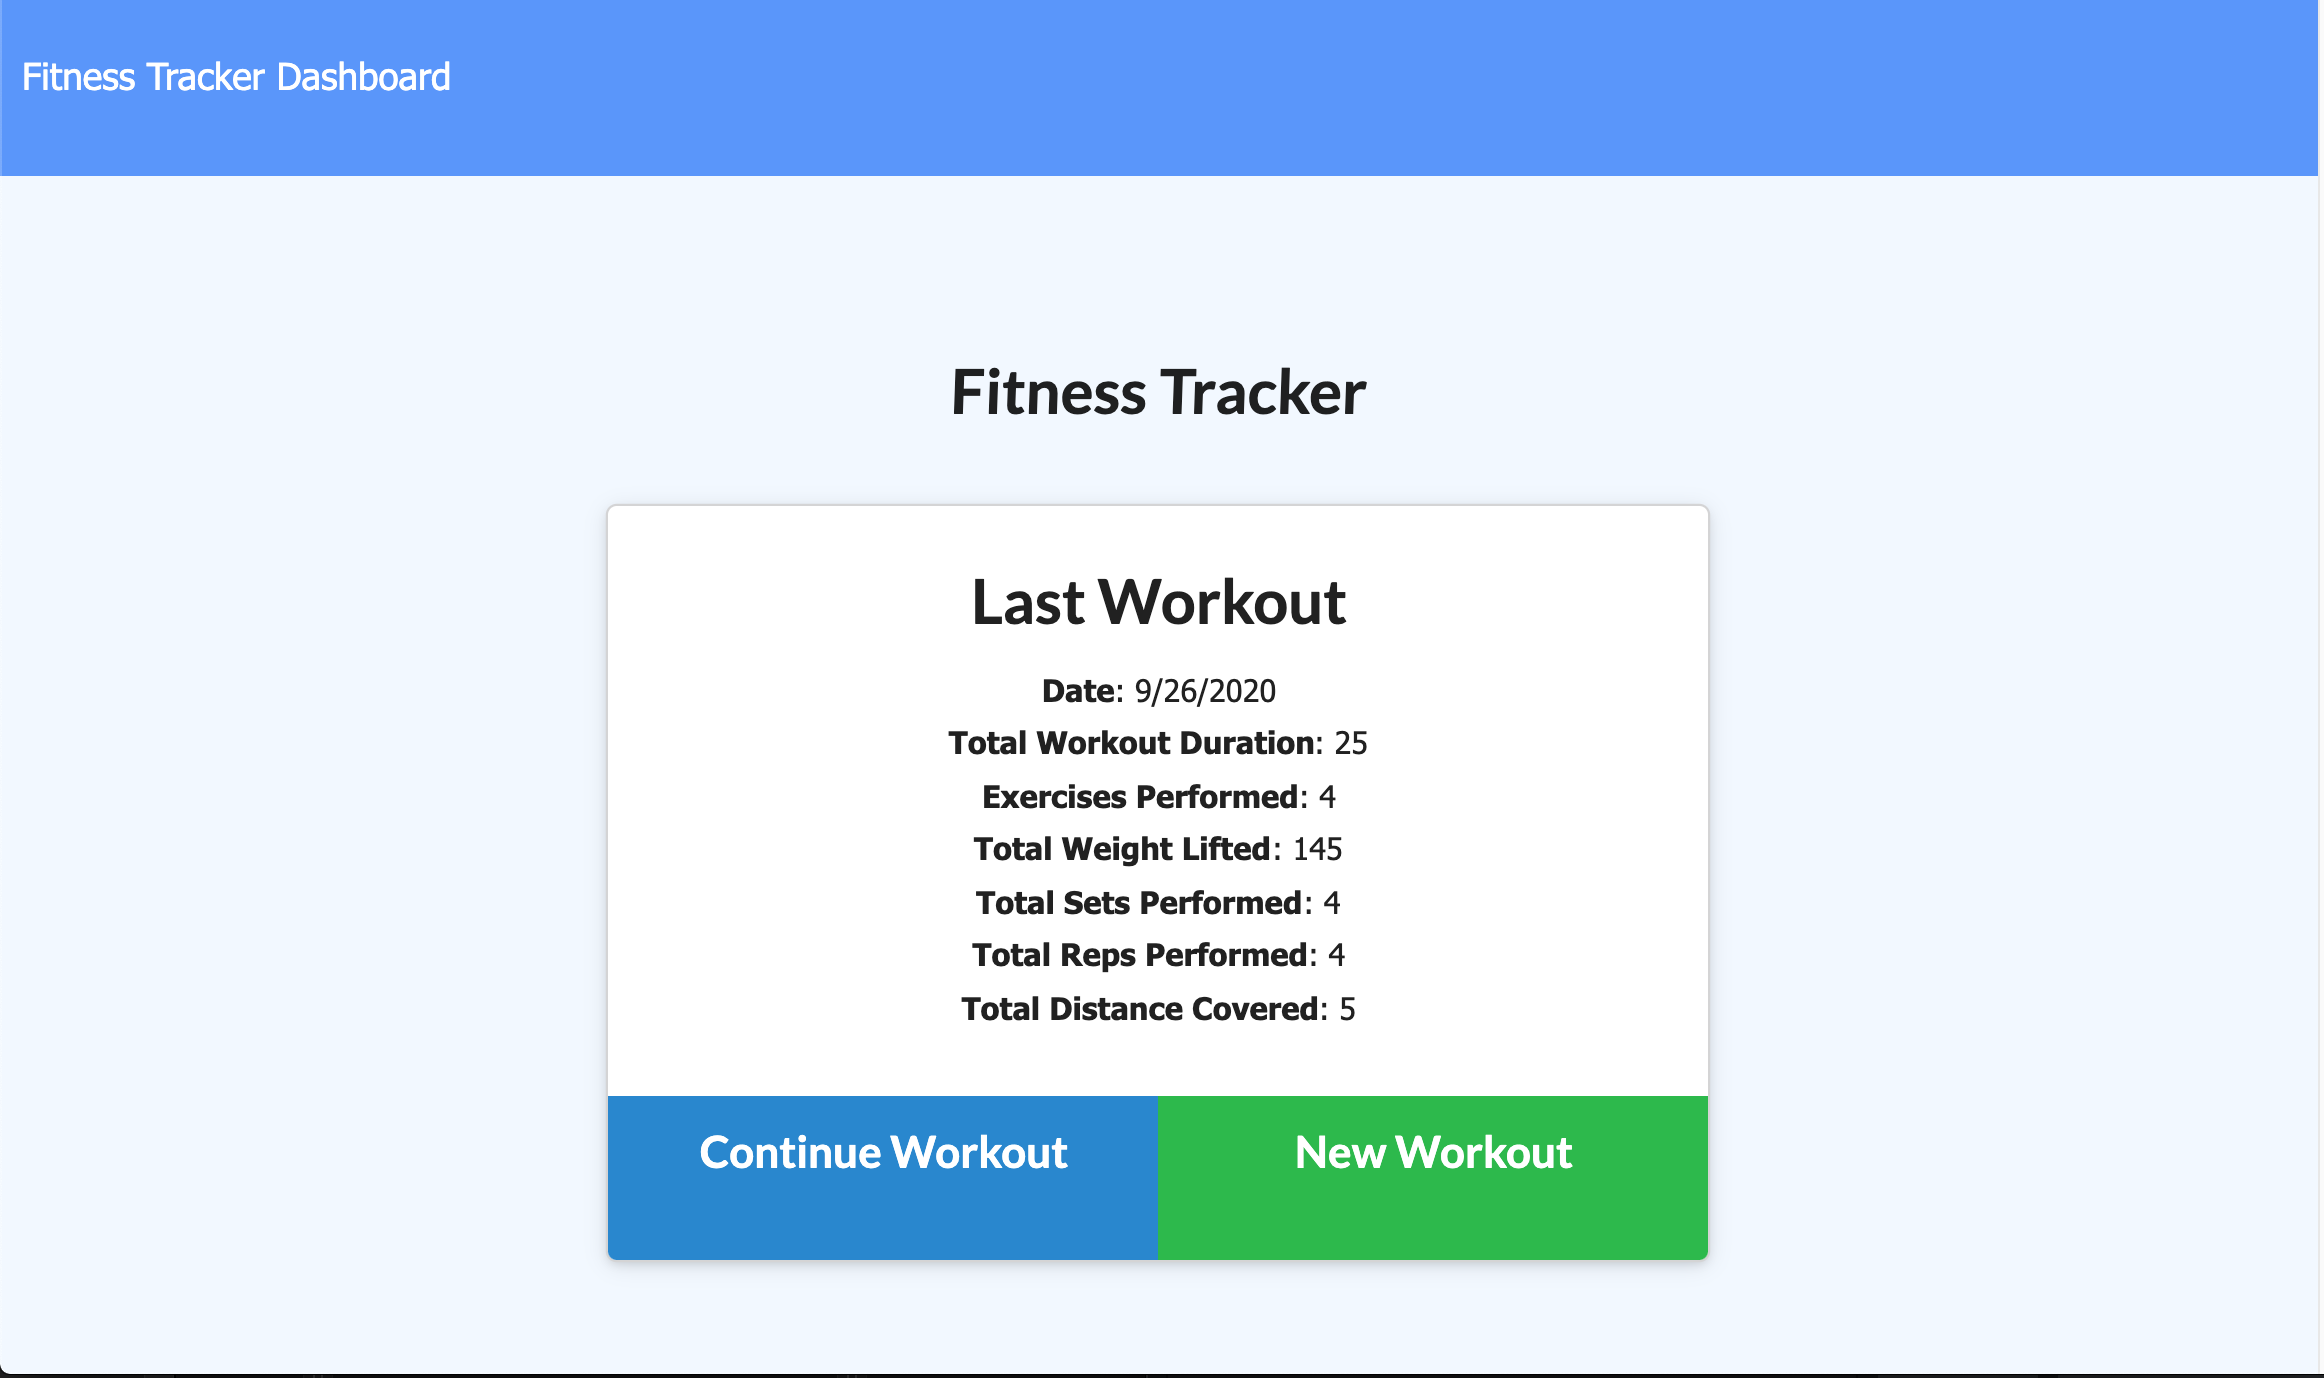 Fitness Tracker Dashboard
Fitness Tracker
Last Workout
Date: 9/26/2020
Total Workout Duration: 25
Exercises Performed: 4
Total Weight Lifted: 145
Total Sets Performed: 4
Total Reps Performed: 4
Total Distance Covered: 5
Continue Workout
New Workout